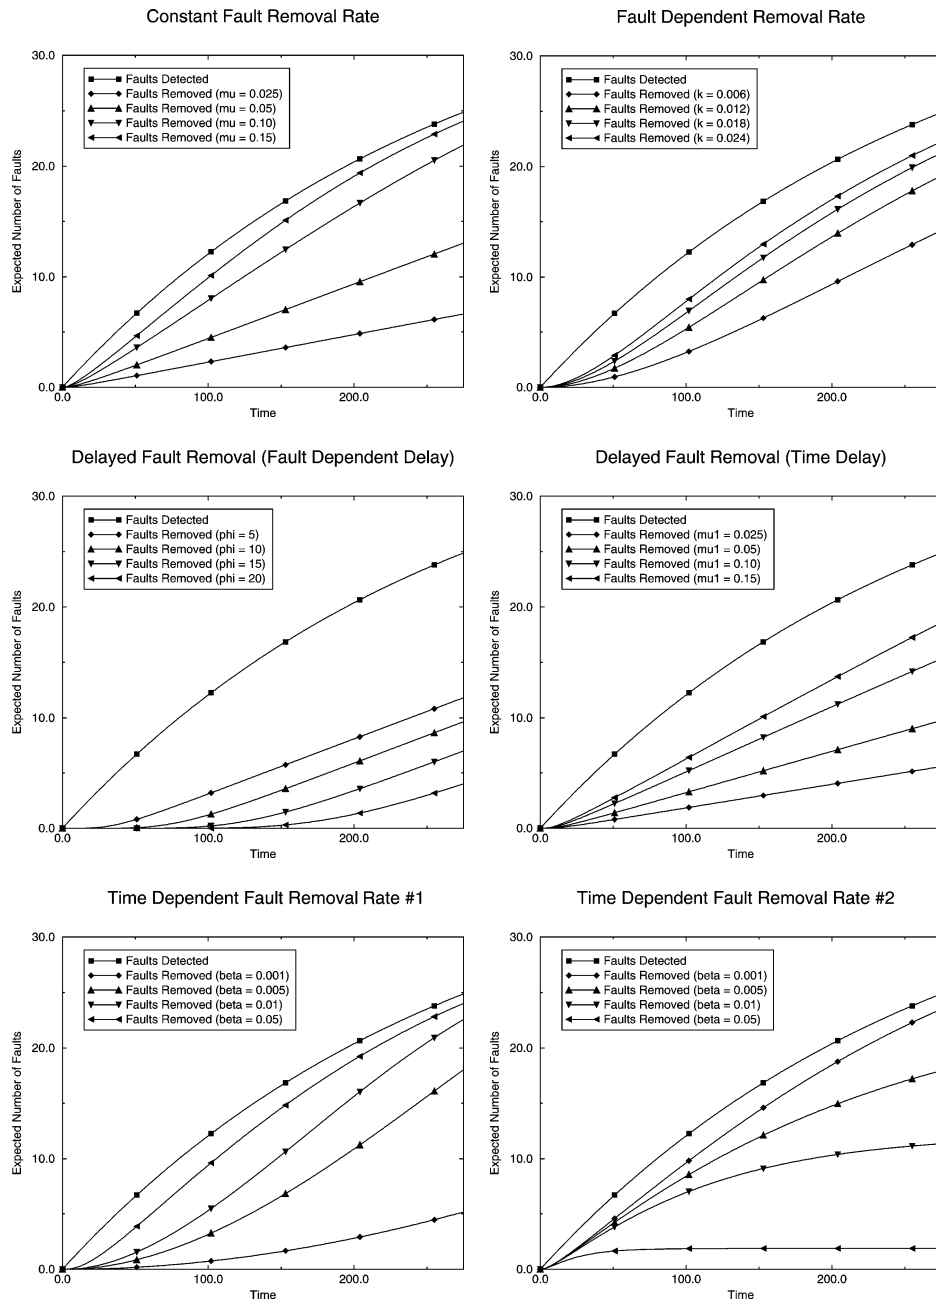 Constant Fault Removal Rate
30.0
20.0
10.0
0.0
Expected Number of Faults
Faults Detected
Faults Removed (mu = 0.025)
Faults Removed (mu = 0.05)
Faults Removed (mu = 0.10)
Faults Removed (mu = 0.15)
0.0 100.0 200.0
Time
Fault Dependent Removal Rate
30.0
20.0
10.0
0.0
Expected Number of Faults
Faults Detected
Faults Removed (k = 0.006)
Faults Removed (k = 0.012)
Faults Removed (k = 0.018)
Faults Removed (k = 0.024)
0.0 100.0 200.0
Time
Delayed Fault Removal (Fault Dependent Delay)
30.0
20.0
10.0
0.0
Expected Number of Faults
Faults Detected
Faults Removed (phi = 5)
Faults Removed (phi = 10)
Faults Removed (phi = 15)
Faults Removed (phi = 20)
0.0 100.0 200.0
Time
Delayed Fault Removal (Time Delay)
30.0
20.0
10.0
0.0
Expected Number of Faults
Faults Detected
Faults Removed (mu1 = 0.025)
Faults Removed (mu1 = 0.05)
Faults Removed (mu1 = 0.10)
Faults Removed (mu1 = 0.15)
0.0 100.0 200.0
Time
Time Dependent Fault Removal Rate #1
30.0
20.0
10.0
0.0
Expected Number of Faults
Faults Detected
Faults Removed (beta = 0.001)
Faults Removed (beta = 0.005)
Faults Removed (beta = 0.01)
Faults Removed (beta = 0.05)
0.0 100.0 200.0
Time
Time Dependent Fault Removal Rate #2
30.0
20.0
10.0
0.0
Expected Number of Faults
Faults Detected
Faults Removed (beta = 0.001)
Faults Removed (beta = 0.005)
Faults Removed (beta = 0.01)
Faults Removed (beta = 0.05)
0.0 100.0 200.0
Time